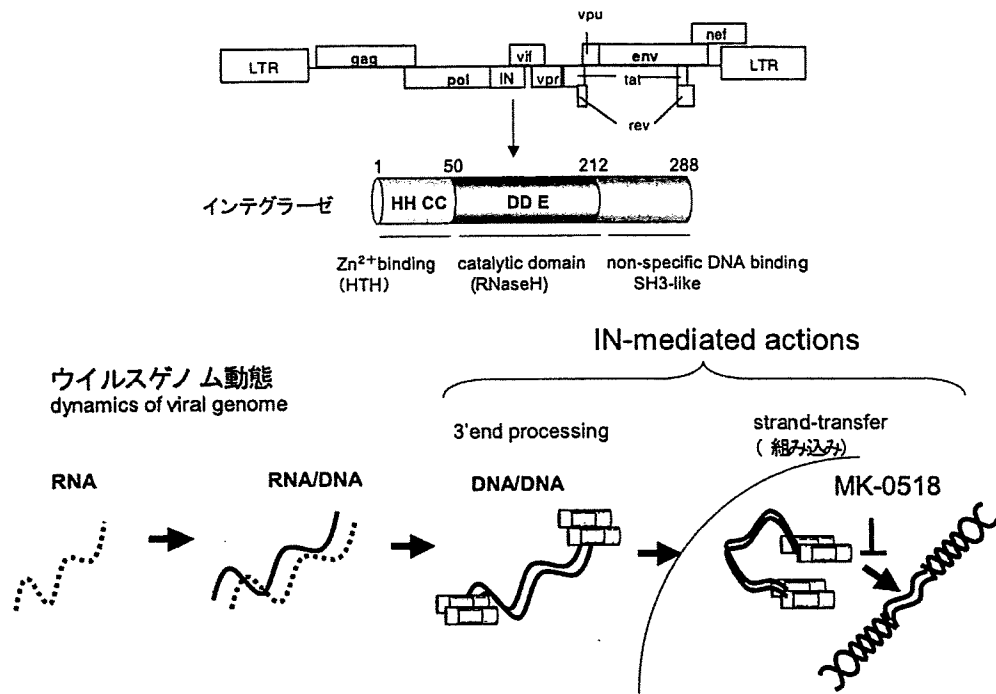 vpu
nef
gag
vif
env
LTR
LTR
pol
IN
vpr
tat
rev
1 50 212 288
インテグラーゼ
HH CC
DD E
Zn²⁺binding
(HTH)
catalytic domain
(RNaseH)
non-specific DNA binding
SH3-like
IN-mediated actions
ウイルスゲノム動態
dynamics of viral genome
3'end processing
strand-transfer
(組み込み)
RNA
RNA/DNA
DNA/DNA
MK-0518